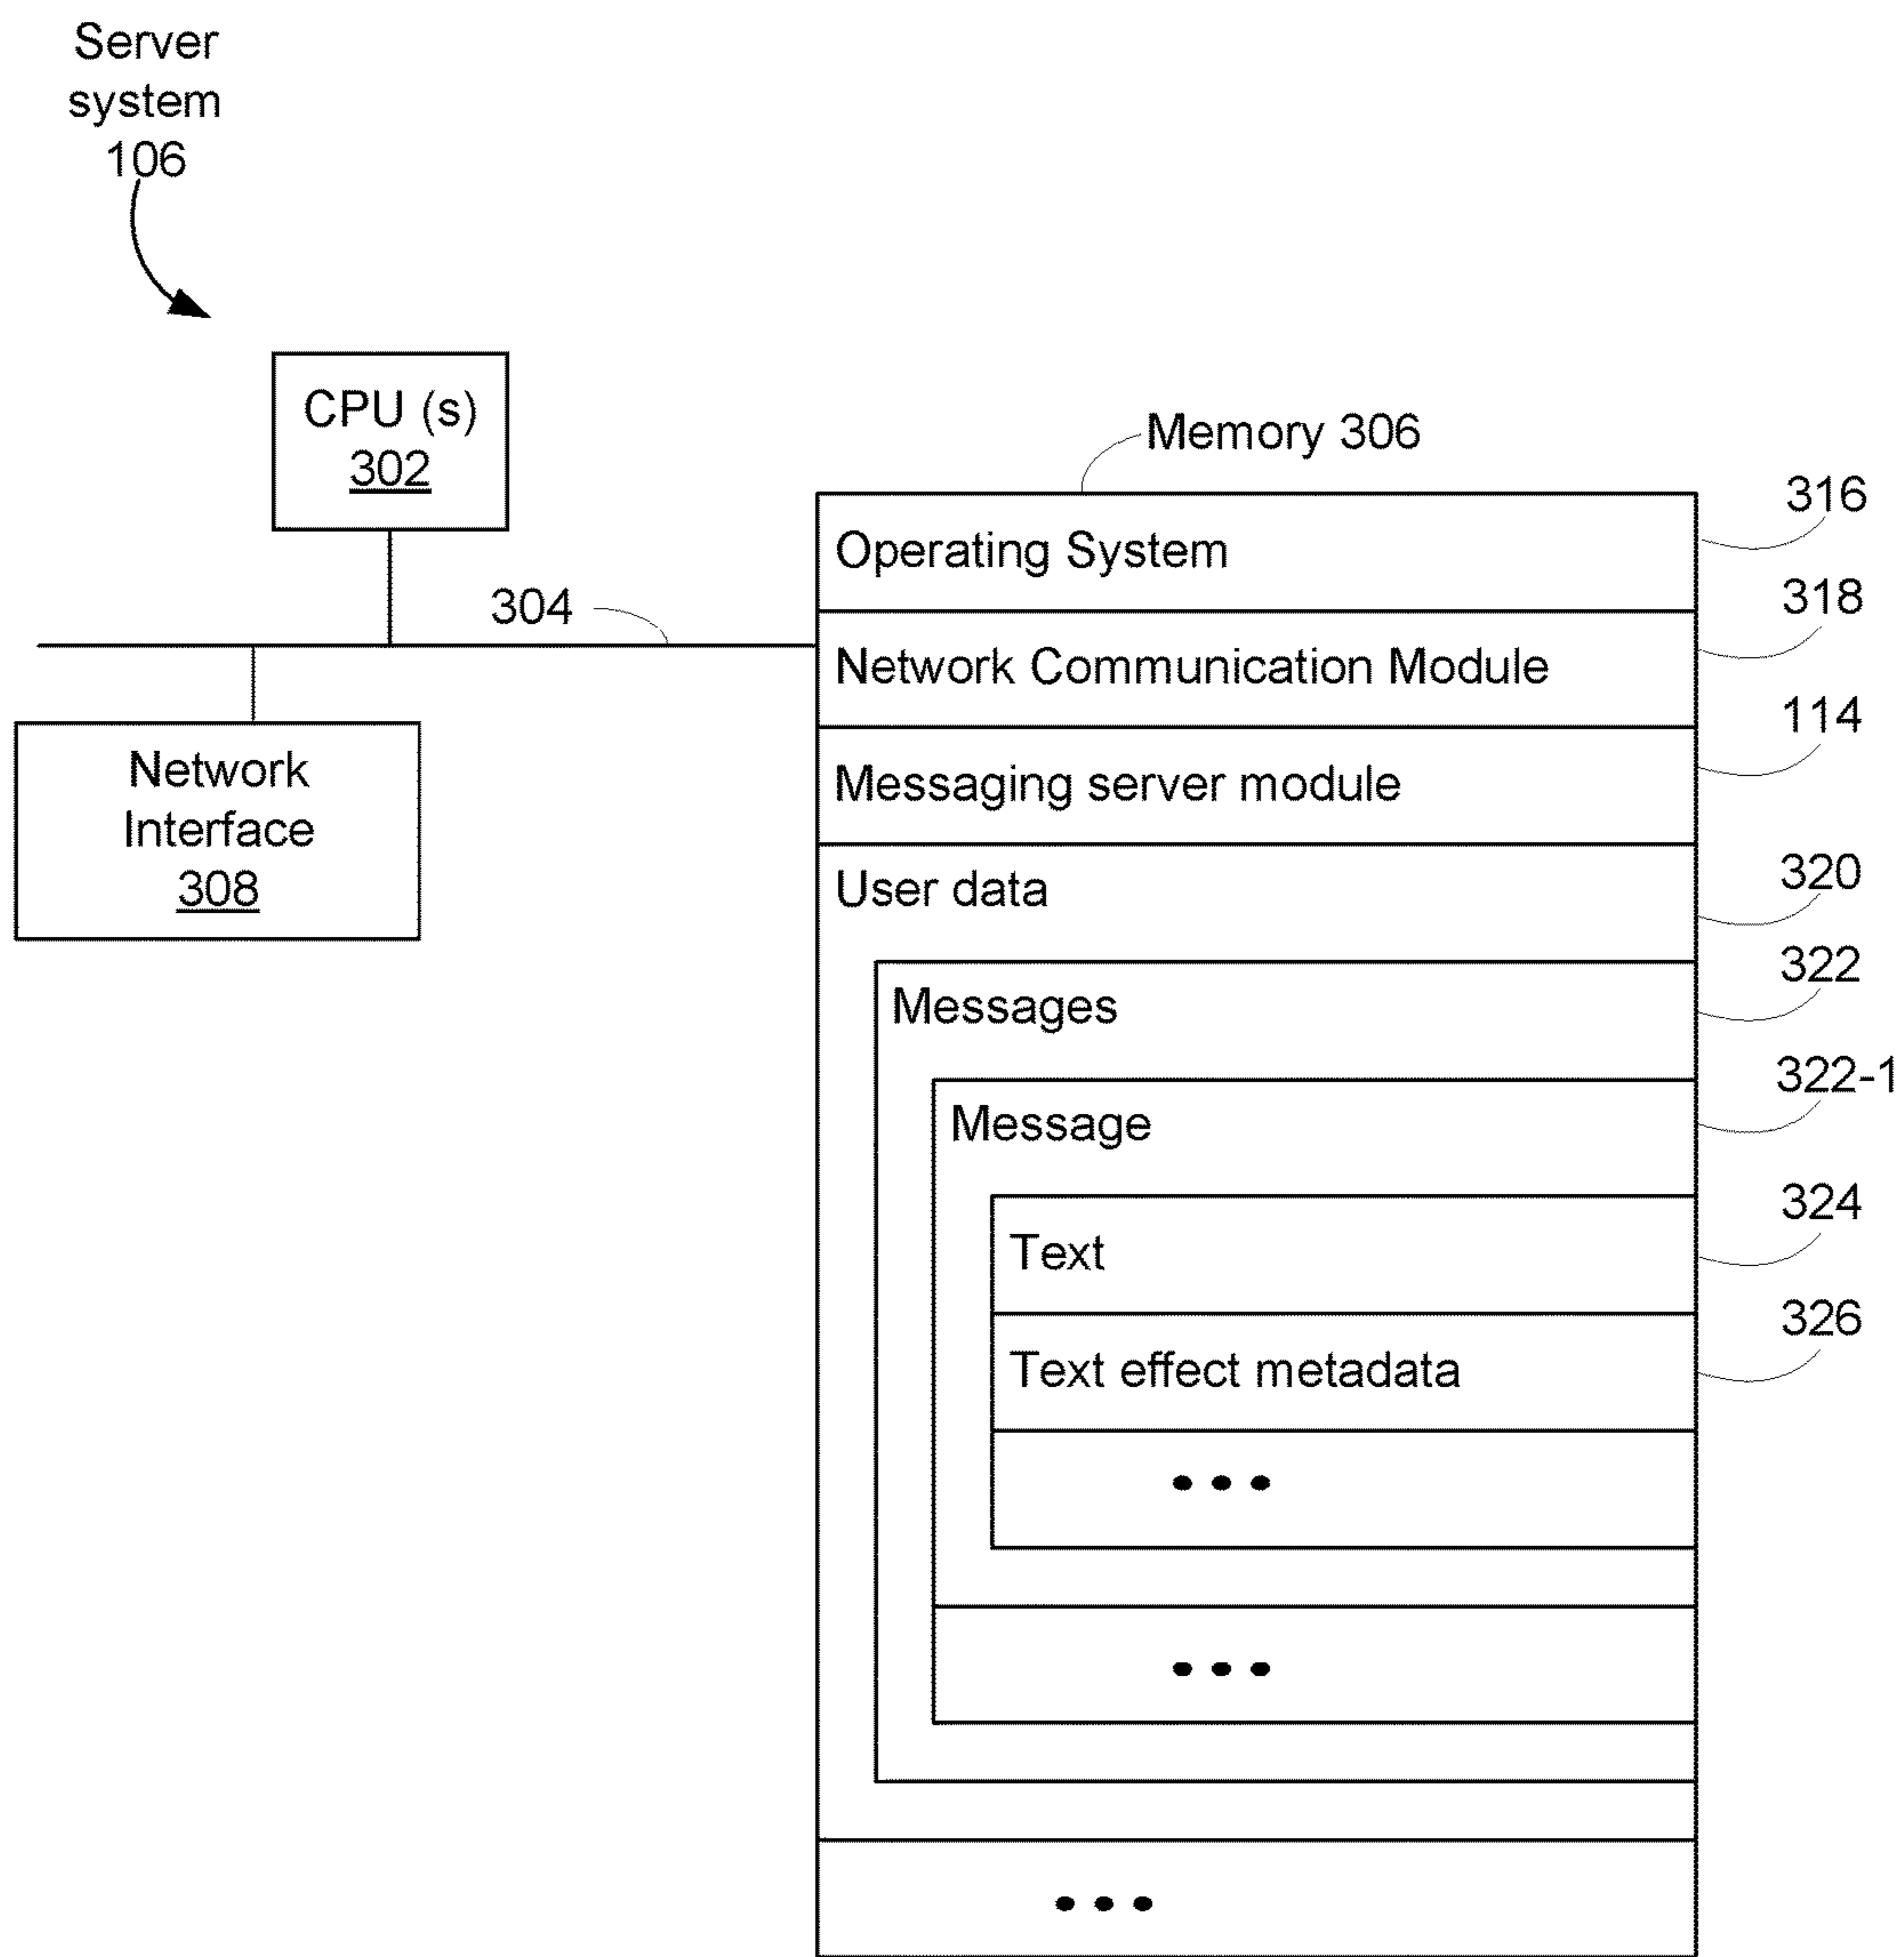 Server
system
106
CPU (s)
302
Memory 306
316
Operating System
304
318
Network Communication Module
114
Network
Interface
308
Messaging server module
320
User data
322
Messages
322-1
Message
324
Text
326
Text effect metadata
• • •
• • •
• • •